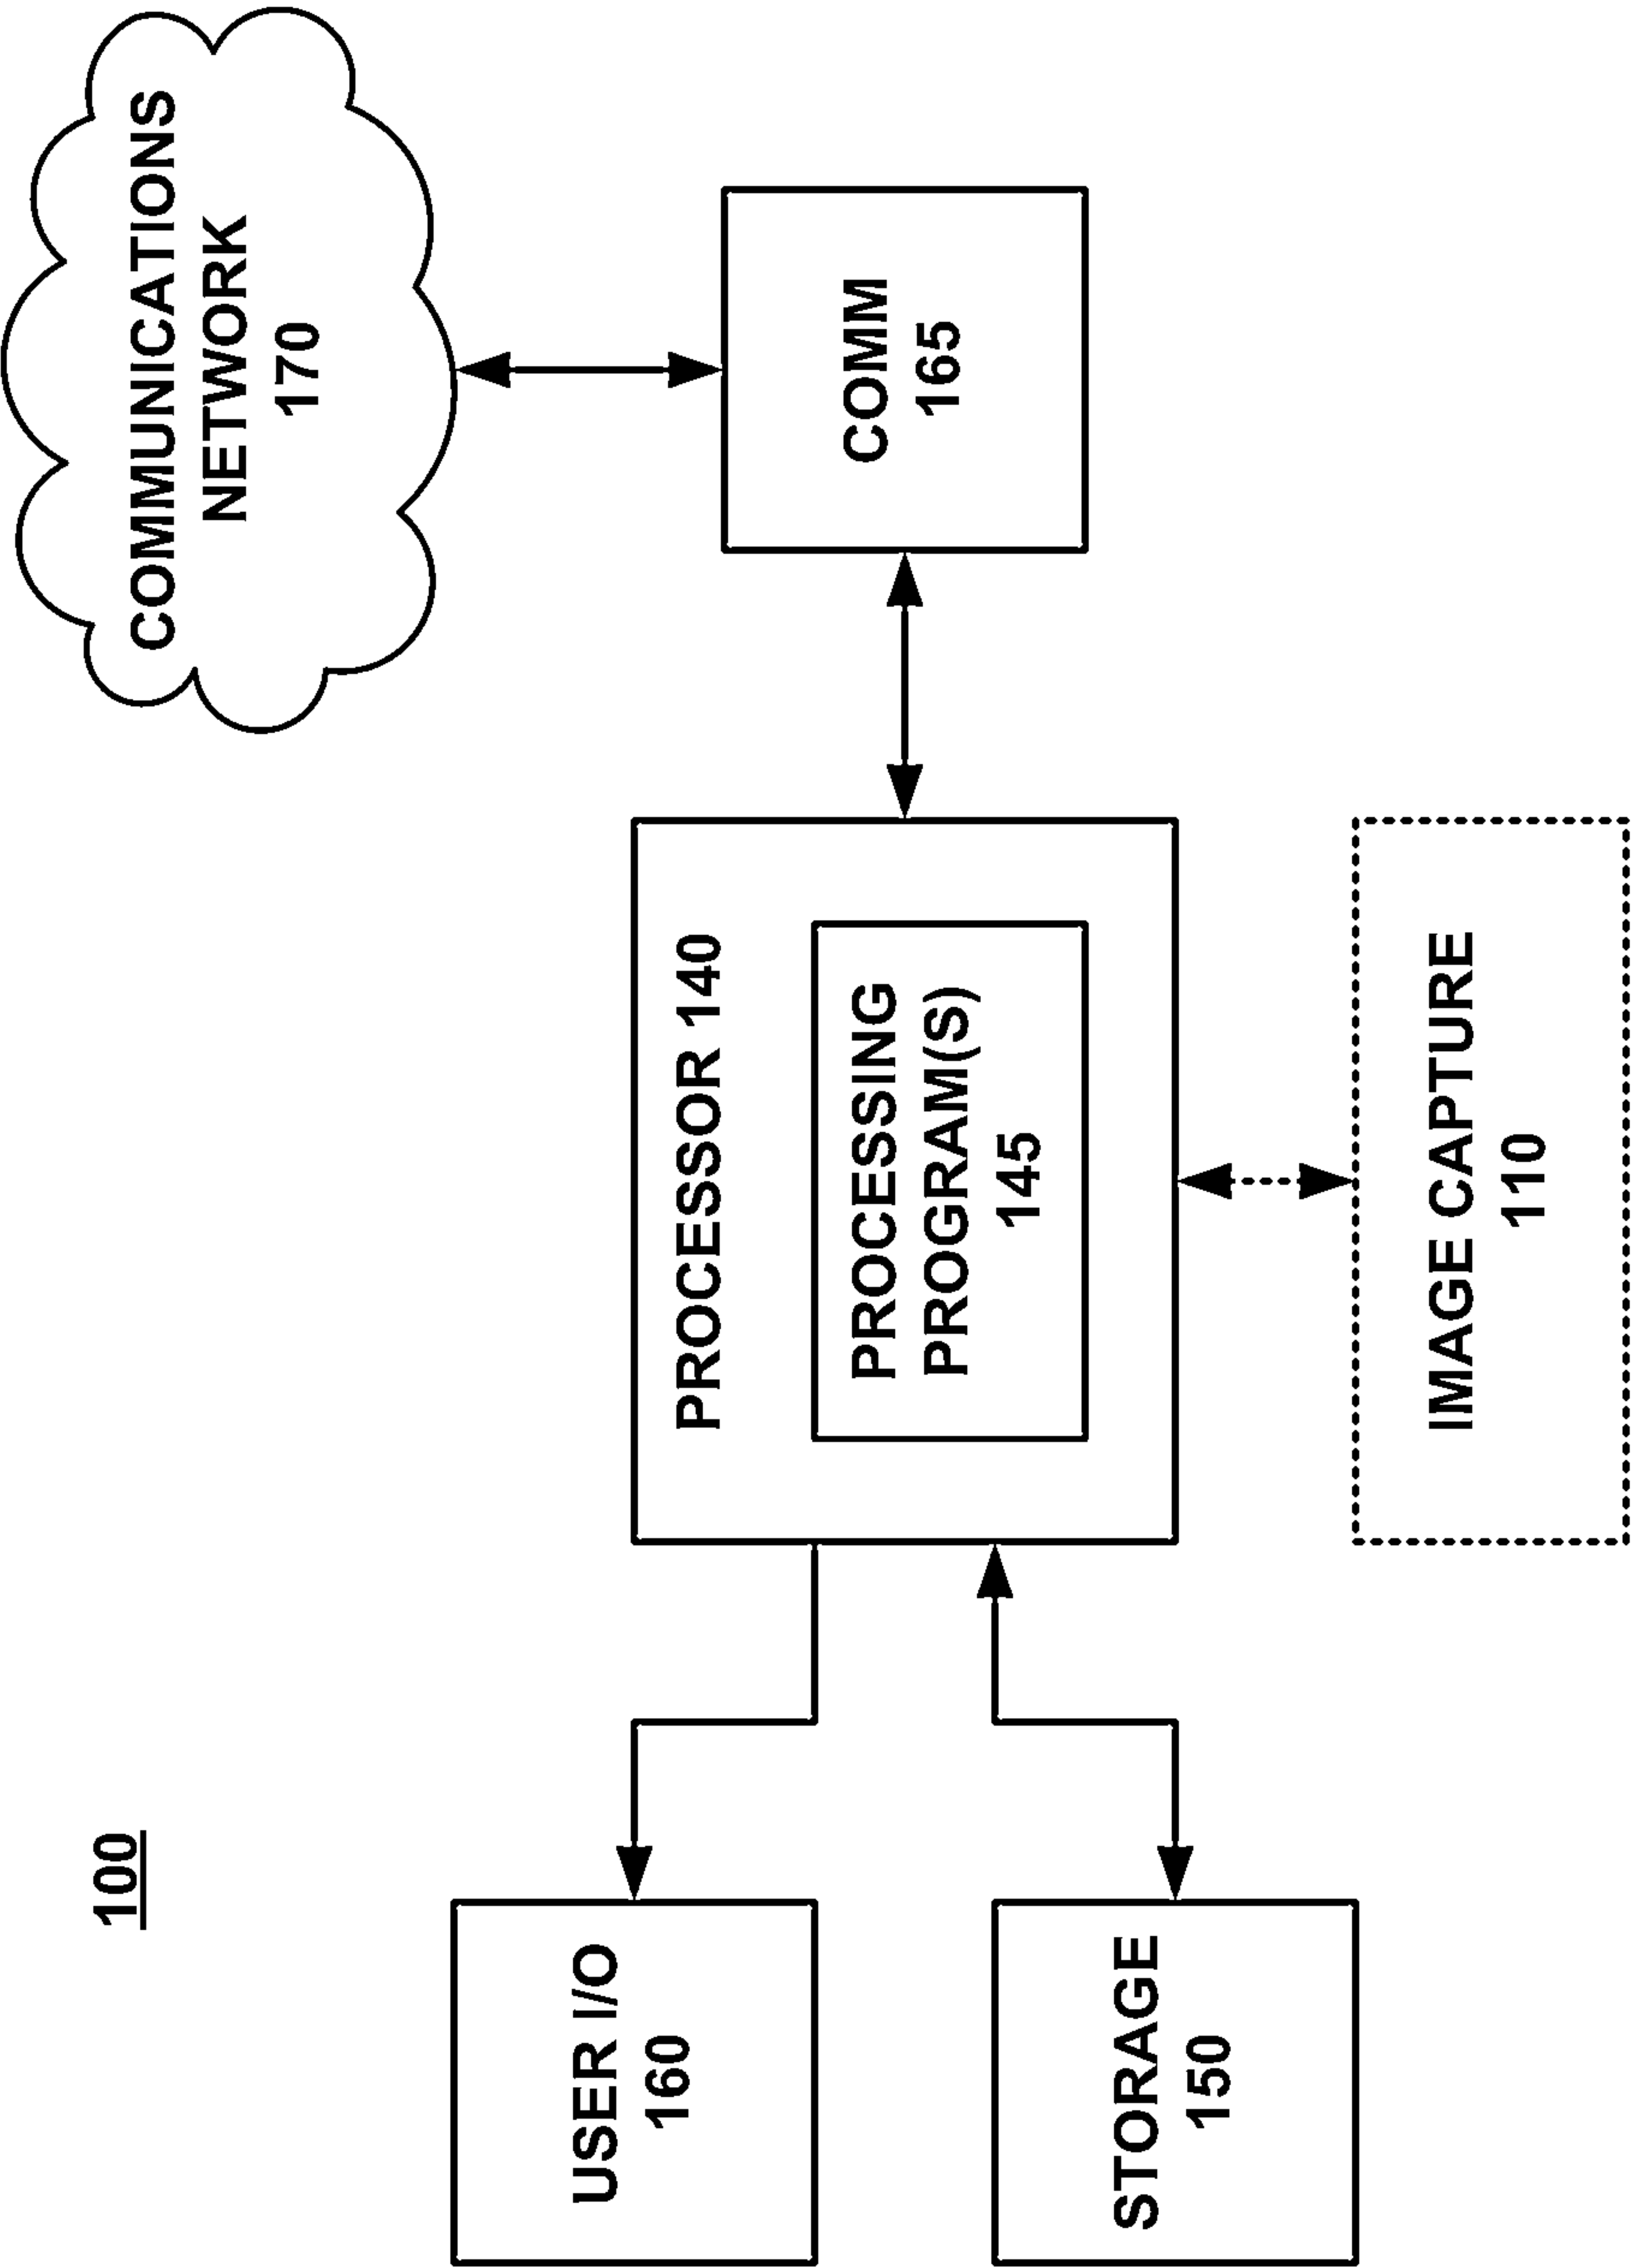 100
COMMUNICATIONS
NETWORK
170
USER I/O
160
PROCESSOR 140
PROCESSING
PROGRAM(S)
145
COMM
165
STORAGE
150
IMAGE CAPTURE
110